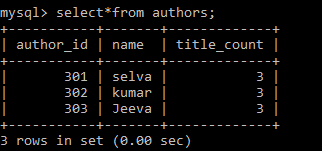 mysql> select*from authors;
+-----------+-------+-------------+
| author_id | name  | title_count |
+-----------+-------+-------------+
|       301 | selva |           3 |
|       302 | kumar |           3 |
|       303 | Jeeva |           3 |
+-----------+-------+-------------+
3 rows in set (0.00 sec)